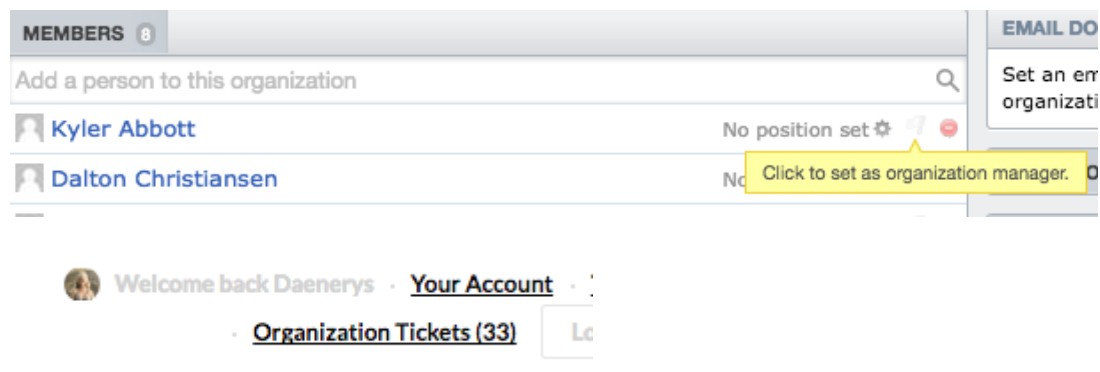 MEMBERS 8
EMAIL DO
Add a person to this organization
Set an em
organizati
Kyler Abbott
No position set
Click to set as organization manager.
Dalton Christiansen
No
Welcome back Daenerys · Your Account ·
· Organization Tickets (33)
Lo